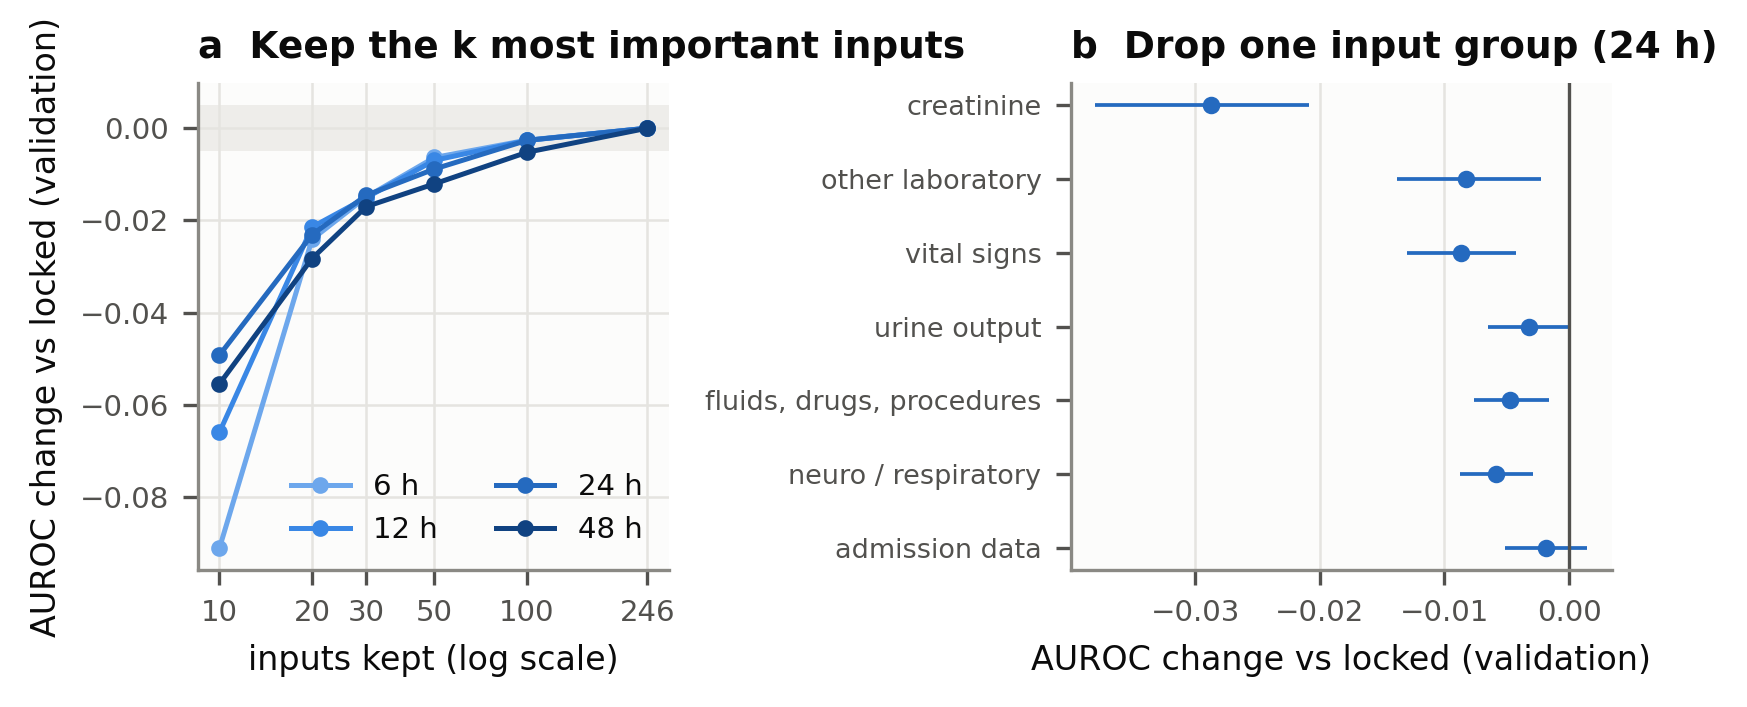 a Keep the k most important inputs
AUROC change vs locked (validation)
0.00
−0.02
−0.04
−0.06
−0.08
6 h
12 h
24 h
48 h
10 20 30 50 100 246
inputs kept (log scale)
b Drop one input group (24 h)
creatinine
other laboratory
vital signs
urine output
fluids, drugs, procedures
neuro / respiratory
admission data
−0.03 −0.02 −0.01 0.00
AUROC change vs locked (validation)